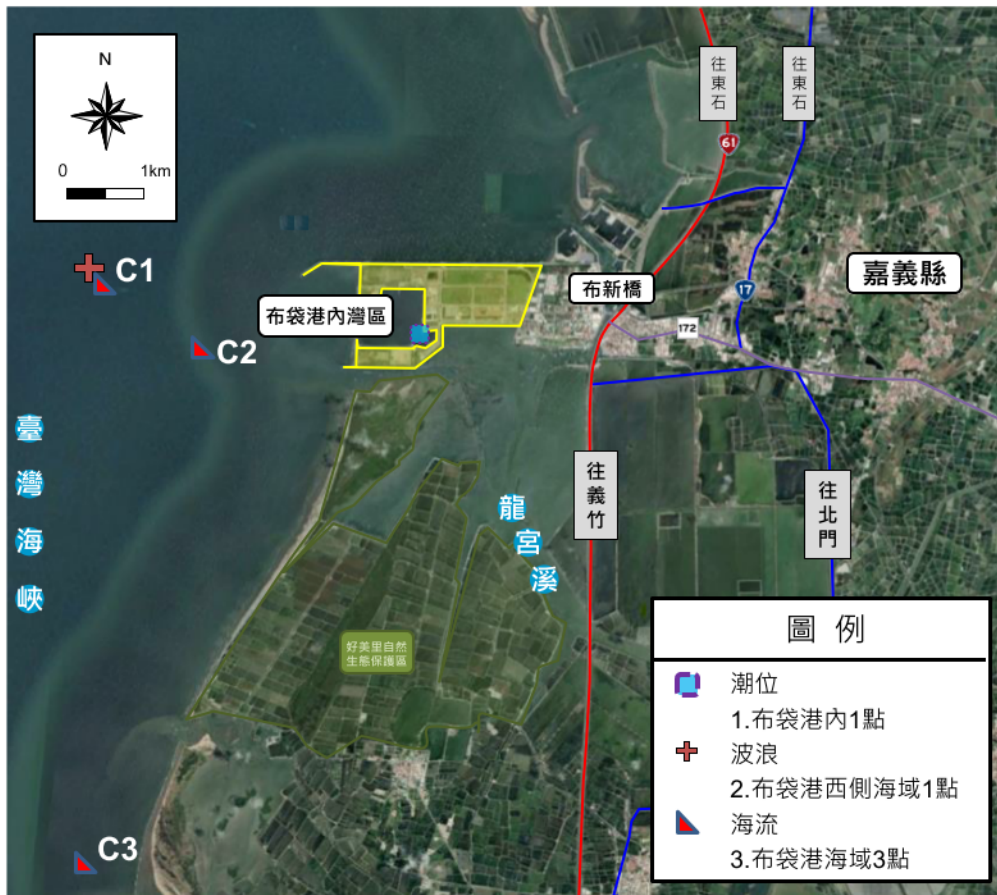 N
0 1km
往東石
往東石
61
C1
嘉義縣
布新橋
17
布袋港內灣區
172
C2
臺灣海峽
往義竹
往北門
龍宮溪
好美里自然
生態保護區
C3
圖 例
潮位
1.布袋港內1點
波浪
2.布袋港西側海域1點
海流
3.布袋港海域3點